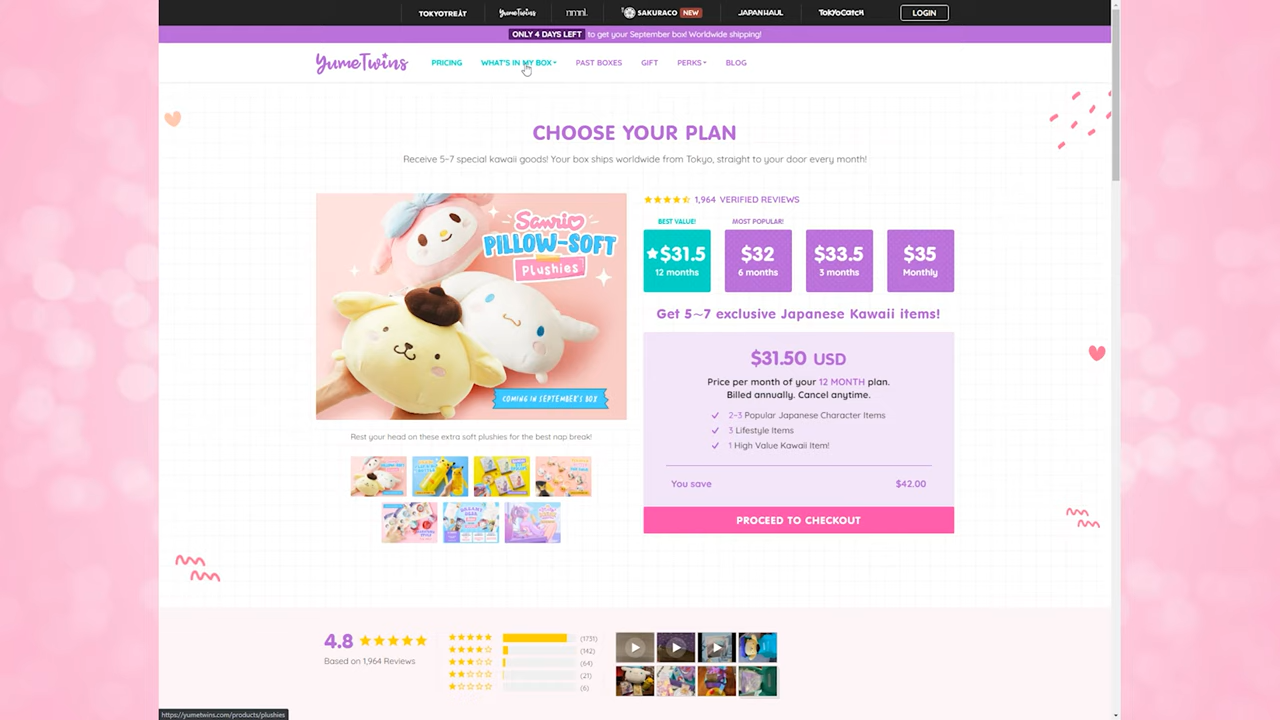 TOKYOTREAT
YumeTwins
nmnl
SAKURACO NEW
JAPANHAUL
TOKYOCATCH
LOGIN
ONLY 4 DAYS LEFT to get your September box! Worldwide shipping!
YumeTwins
PRICING
WHAT'S IN MY BOX
PAST BOXES
GIFT
PERKS
BLOG
CHOOSE YOUR PLAN
Receive 5~7 special kawaii goods! Your box ships worldwide from Tokyo, straight to your door every month!
Sanrio
PILLOW-SOFT
Plushies
COMING IN SEPTEMBER'S BOX
Rest your head on these extra soft plushies for the best nap break!
1,964 VERIFIED REVIEWS
BEST VALUE!
$31.5
12 months
MOST POPULAR!
$32
6 months
$33.5
3 months
$35
Monthly
Get 5~7 exclusive Japanese Kawaii items!
$31.50 USD
Price per month of your 12 MONTH plan.
Billed annually. Cancel anytime.
2-3 Popular Japanese Character Items
3 Lifestyle Items
1 High Value Kawaii Item!
You save $42.00
PROCEED TO CHECKOUT
4.8
Based on 1,964 Reviews
(1731)
(142)
(64)
(21)
(6)
https://yumetwins.com/products/plushies